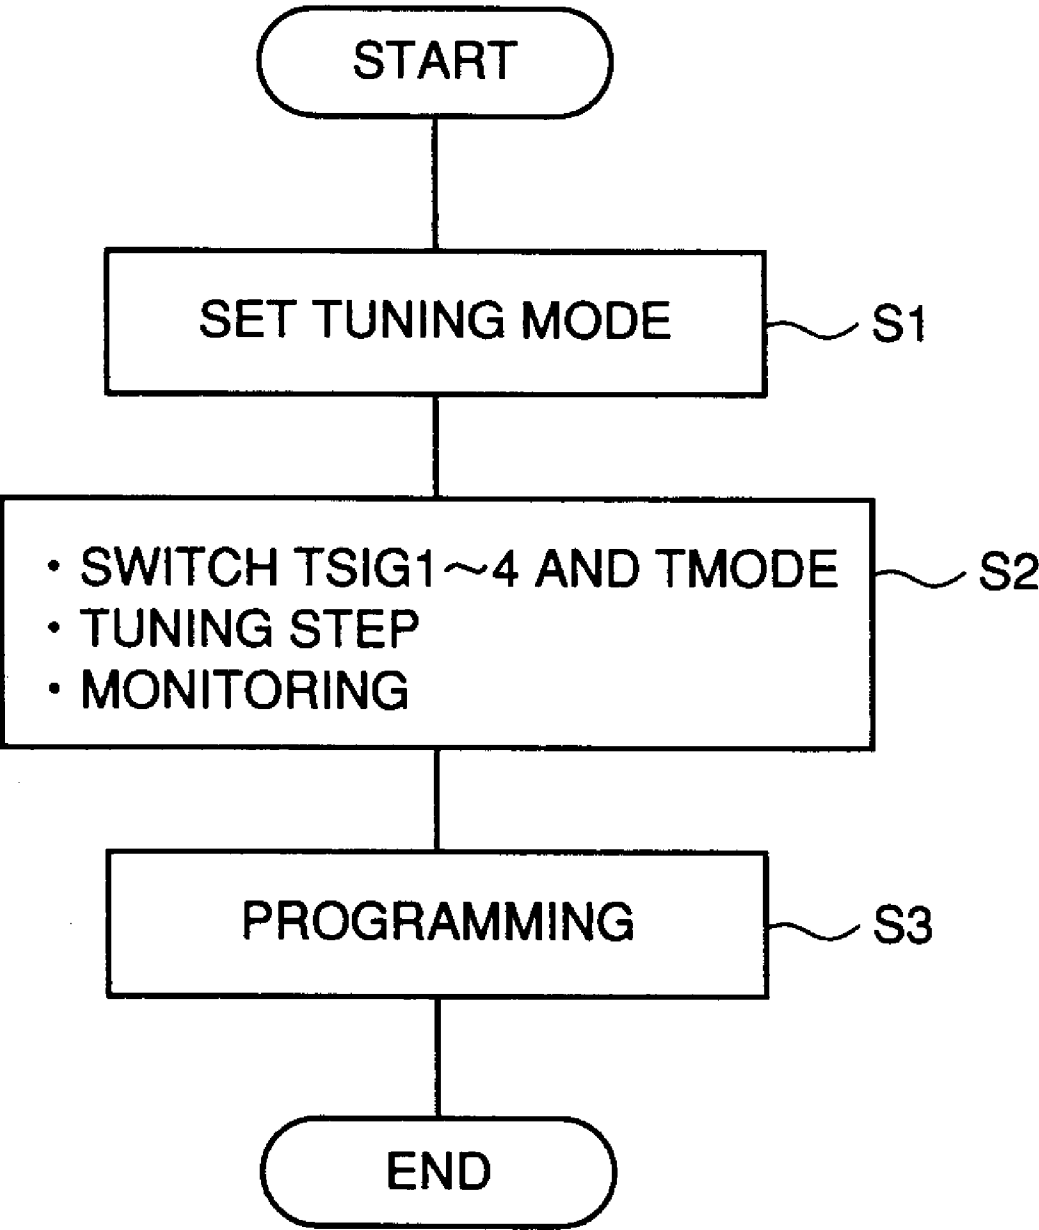 START
SET TUNING MODE
S1
・SWITCH TSIG1~4 AND TMODE
S2
・TUNING STEP
・MONITORING
PROGRAMMING
S3
END